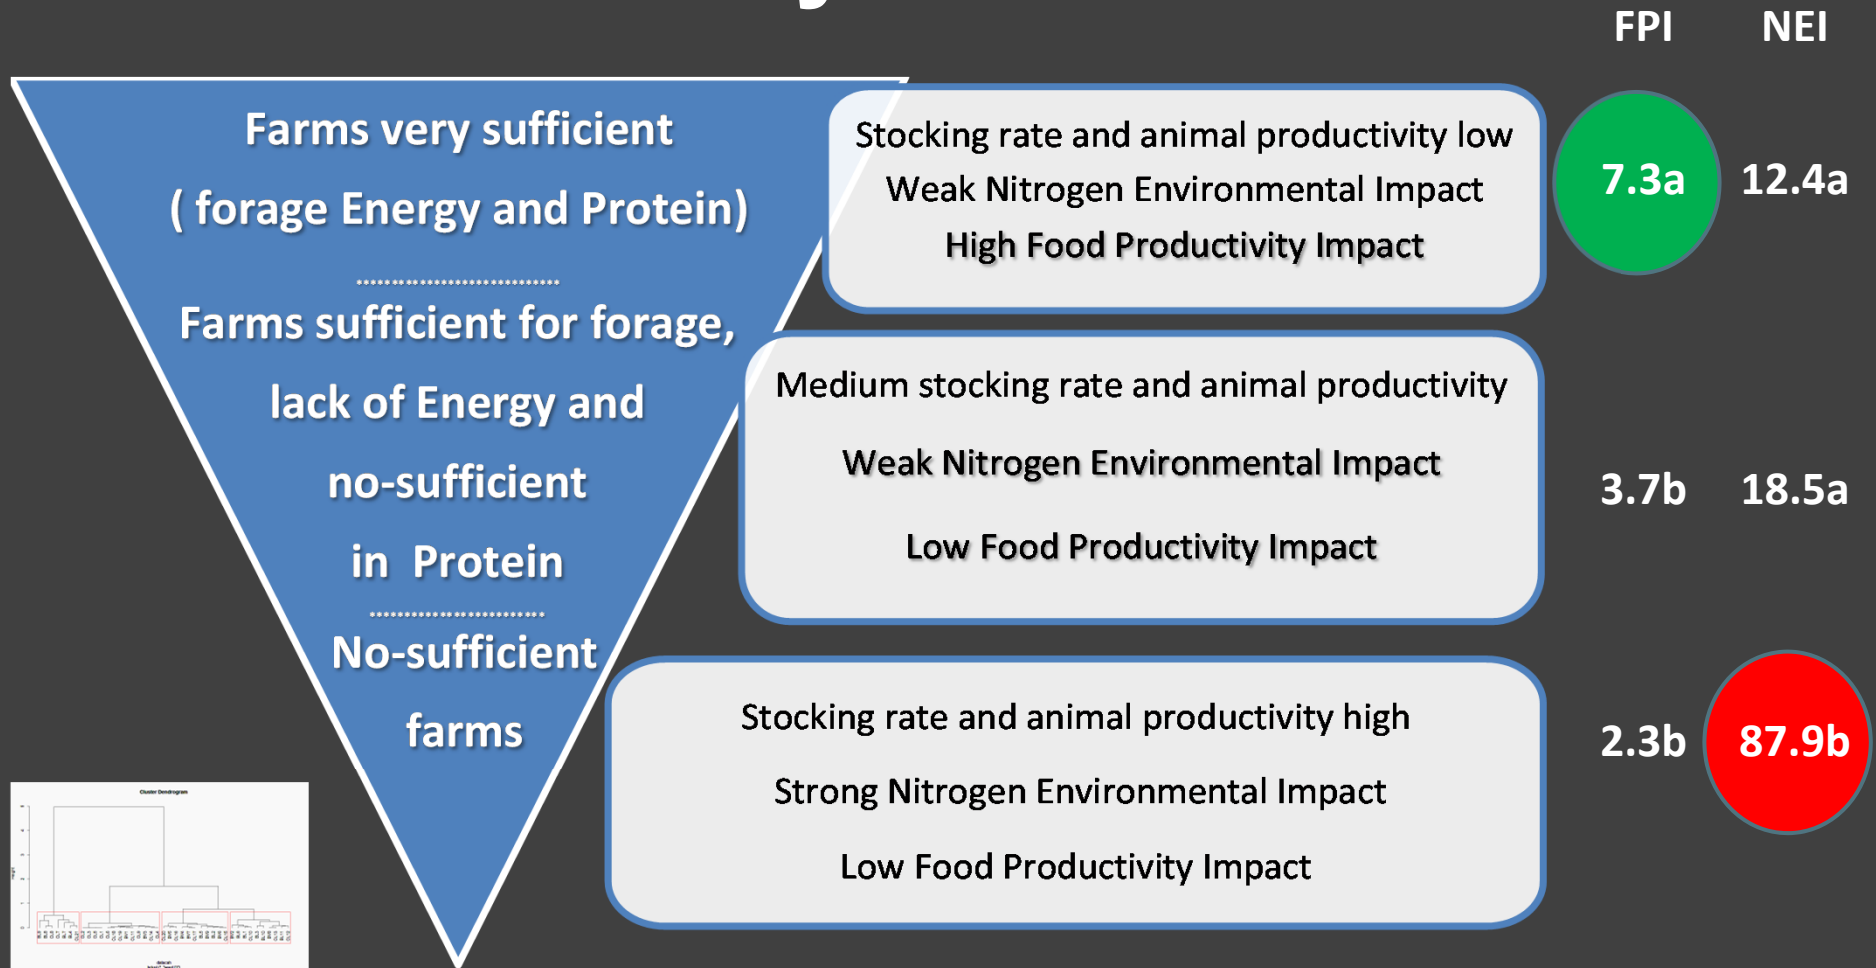 FPI NEI
Farms very sufficient
( forage Energy and Protein)
Stocking rate and animal productivity low
Weak Nitrogen Environmental Impact
High Food Productivity Impact
7.3a 12.4a
Farms sufficient for forage,
lack of Energy and
no-sufficient
in Protein
Medium stocking rate and animal productivity
Weak Nitrogen Environmental Impact
Low Food Productivity Impact
3.7b 18.5a
No-sufficient
farms
Stocking rate and animal productivity high
Strong Nitrogen Environmental Impact
Low Food Productivity Impact
2.3b 87.9b
Cluster Dendrogram